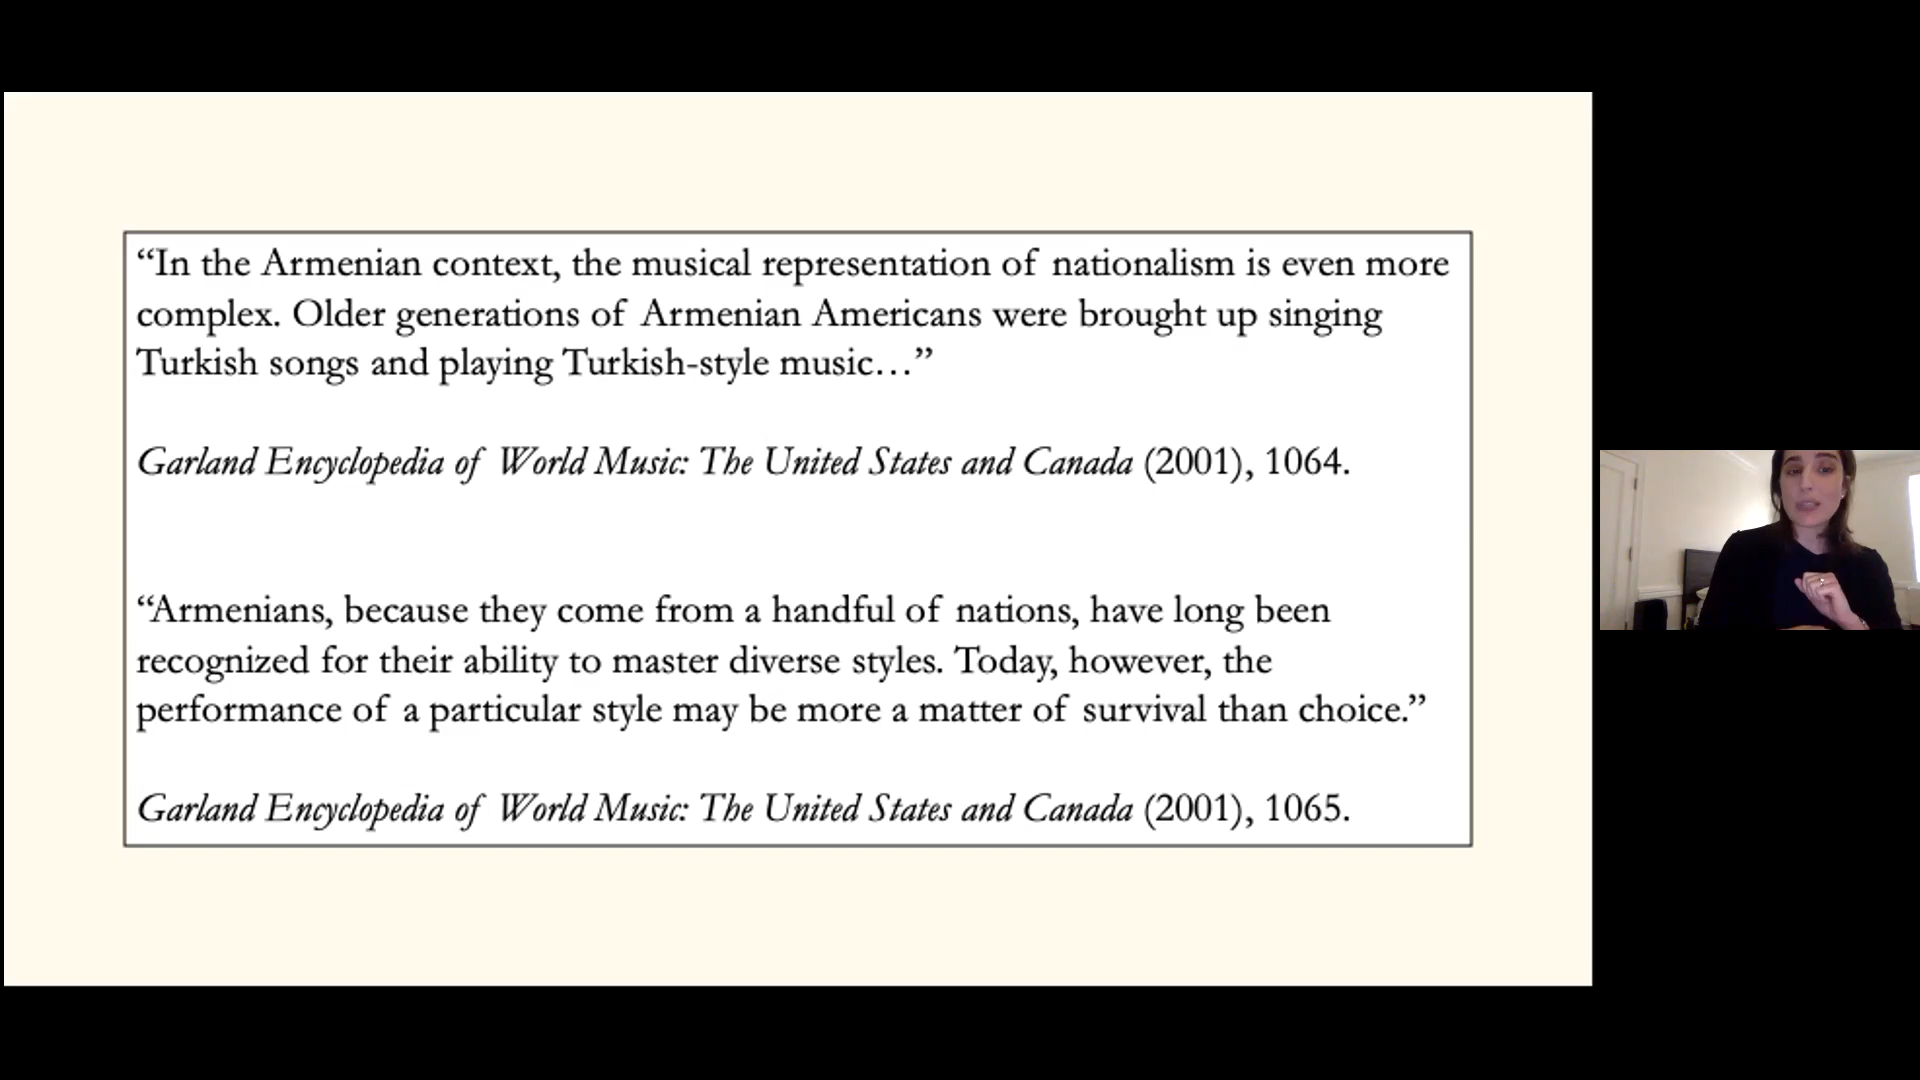 “In the Armenian context, the musical representation of nationalism is even more
complex. Older generations of Armenian Americans were brought up singing
Turkish songs and playing Turkish-style music…”
Garland Encyclopedia of World Music: The United States and Canada (2001), 1064.
“Armenians, because they come from a handful of nations, have long been
recognized for their ability to master diverse styles. Today, however, the
performance of a particular style may be more a matter of survival than choice.”
Garland Encyclopedia of World Music: The United States and Canada (2001), 1065.